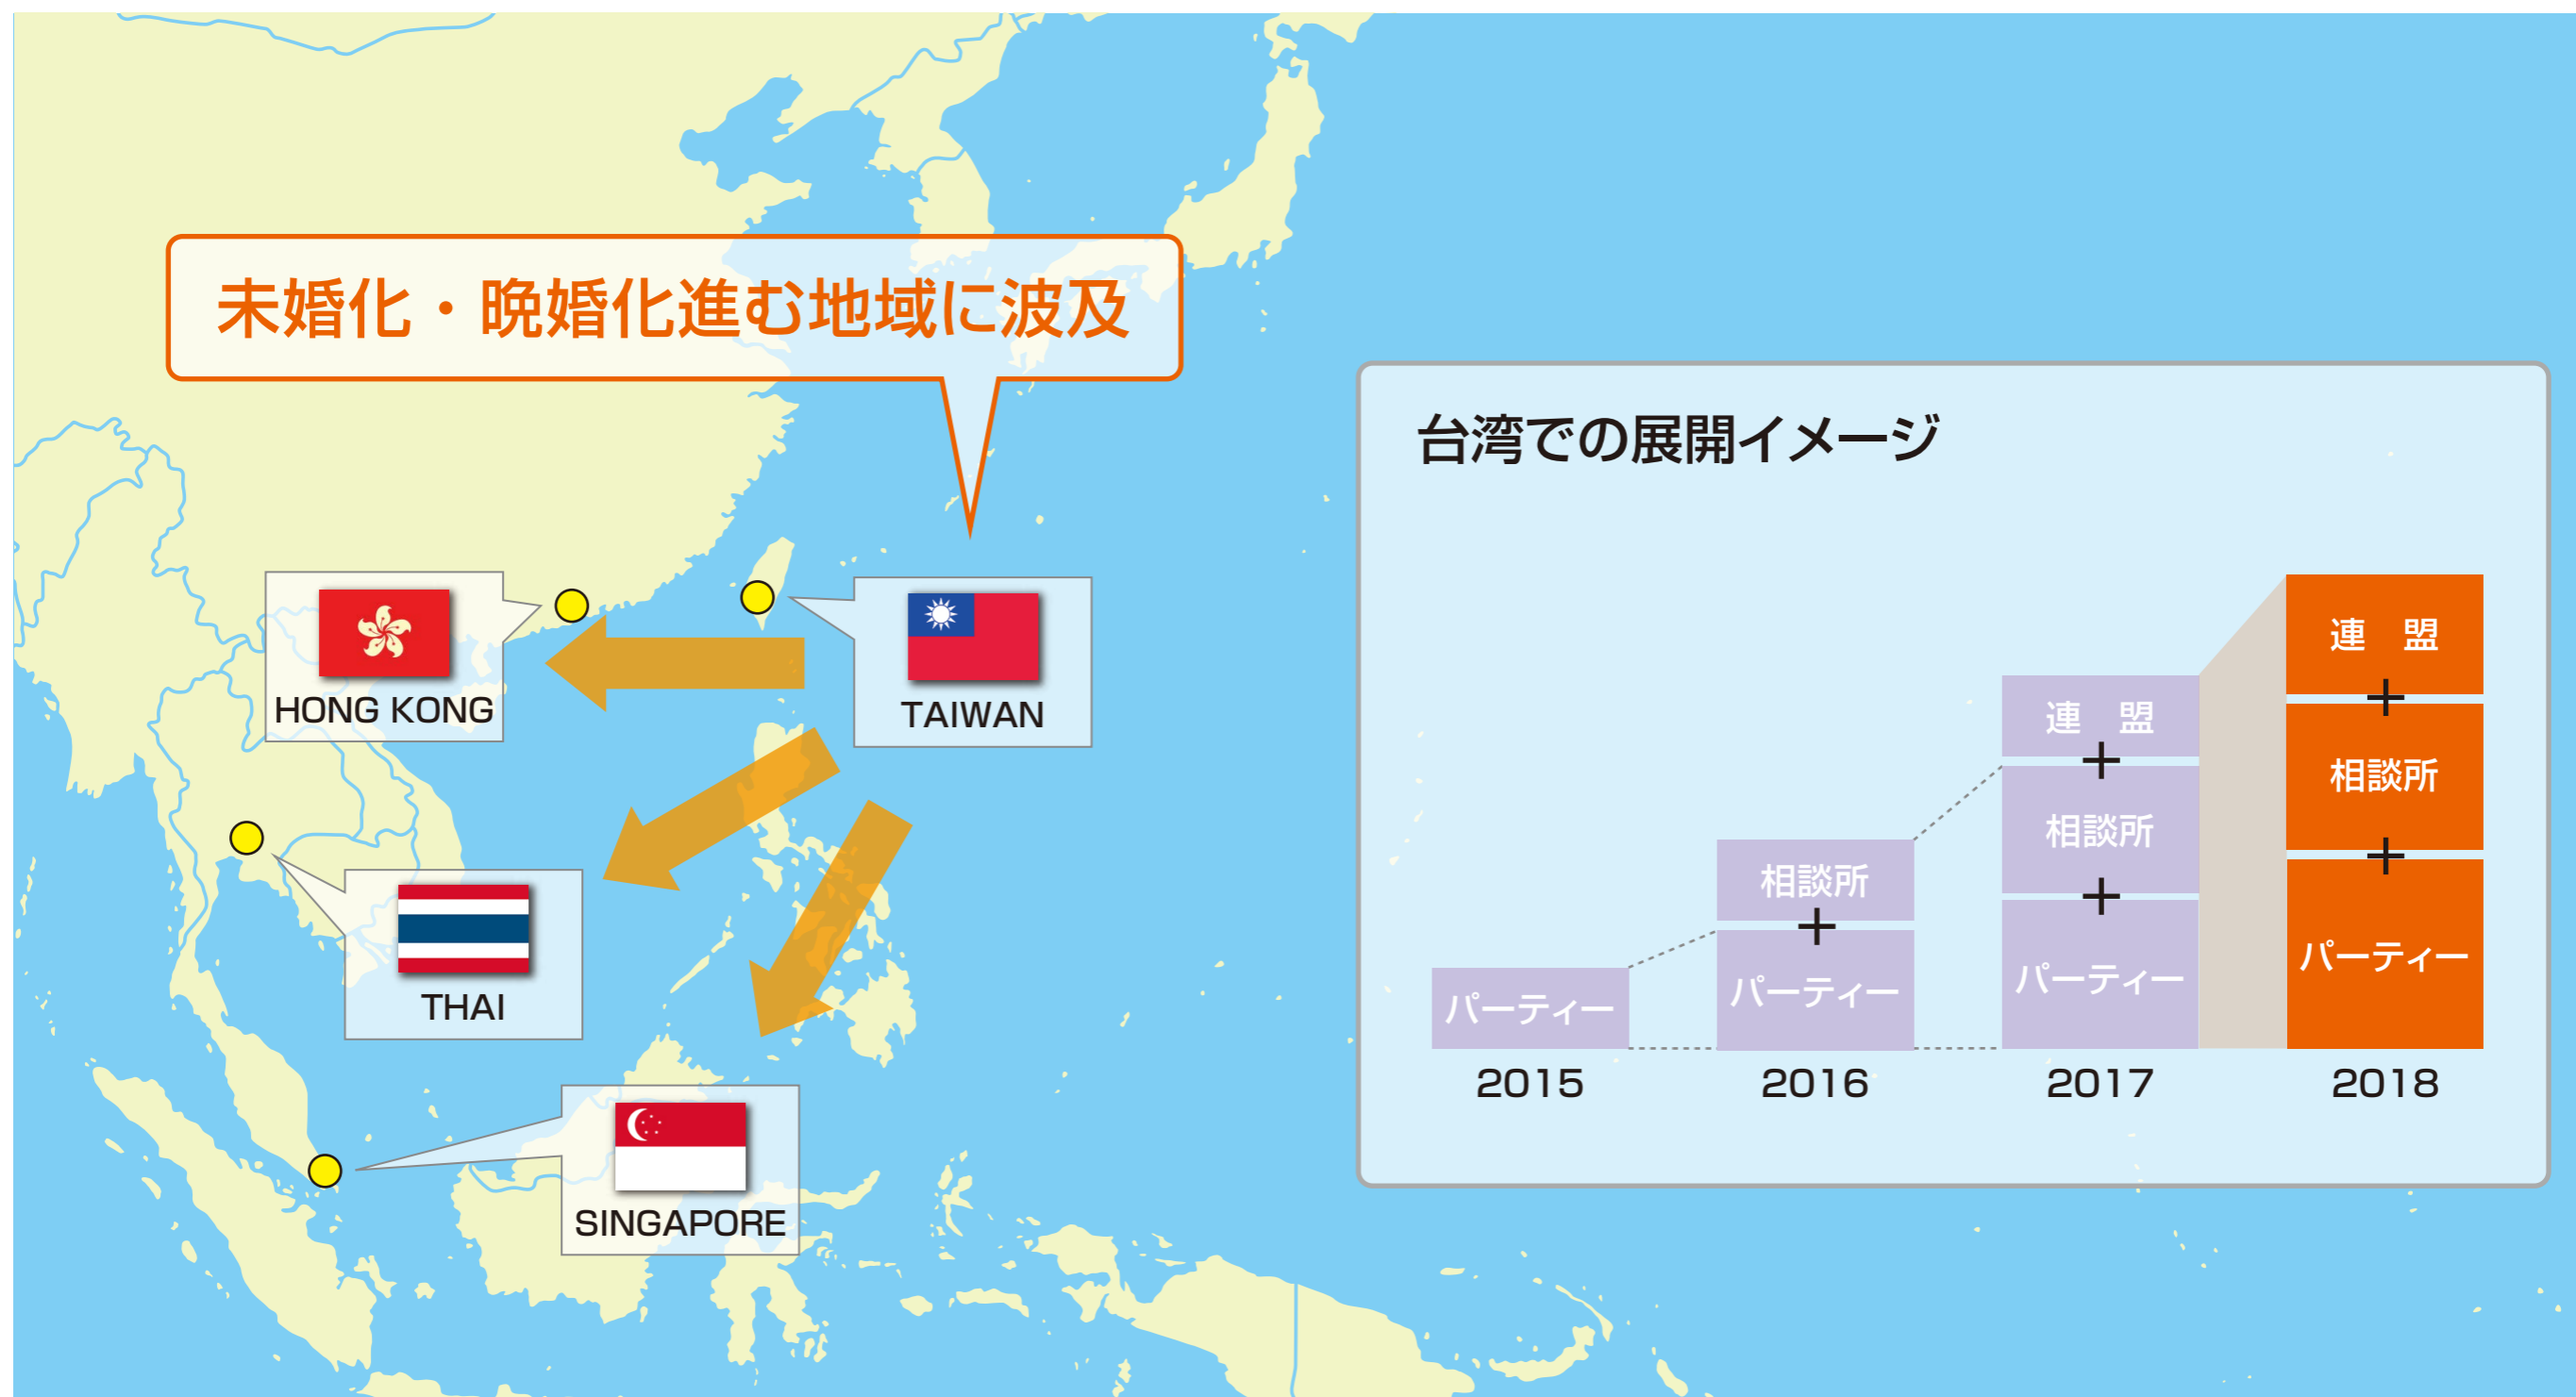 未婚化・晩婚化進む地域に波及
HONG KONG
TAIWAN
THAI
SINGAPORE
台湾での展開イメージ
パーティー
2015
相談所
+
パーティー
2016
連　盟
+
相談所
+
パーティー
2017
連　盟
+
相談所
+
パーティー
2018